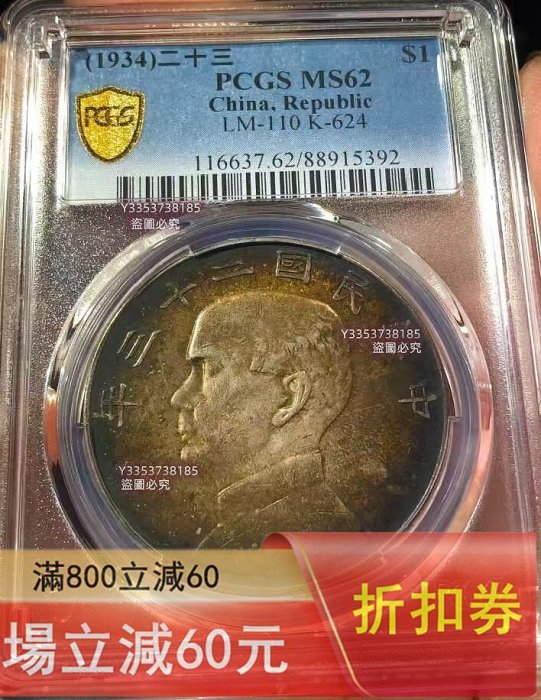 (1934)二十三 $1
PCGS MS62
China, Republic
LM-110 K-624
PCGS
116637.62/88915392
Y3353738185
盜圖必究
年三十二國民
Y3353738185
盜圖必究
中
Y3353738185
盜圖必究
滿800立減60
折扣券
場立減60元